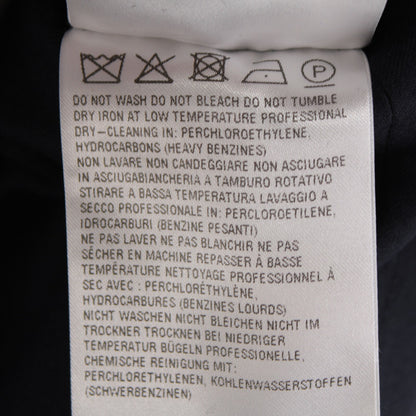 P
DO NOT WASH DO NOT BLEACH DO NOT TUMBLE
DRY IRON AT LOW TEMPERATURE PROFESSIONAL
DRY-CLEANING IN: PERCHLOROETHYLENE,
HYDROCARBONS (HEAVY BENZINES)
NON LAVARE NON CANDEGGIARE NON ASCIUGARE
IN ASCIUGABIANCHERIA A TAMBURO ROTATIVO
STIRARE A BASSA TEMPERATURA LAVAGGIO A
SECCO PROFESSIONALE IN: PERCLOROETILENE,
IDROCARBURI (BENZINE PESANTI)
NE PAS LAVER NE PAS BLANCHIR NE PAS
SÉCHER EN MACHINE REPASSER À BASSE
TEMPÉRATURE NETTOYAGE PROFESSIONNEL À
SEC AVEC : PERCHLORÉTHYLÈNE,
HYDROCARBURES (BENZINES LOURDS)
NICHT WASCHEN NICHT BLEICHEN NICHT IM
TROCKNER TROCKNEN BEI NIEDRIGER
TEMPERATUR BÜGELN PROFESSIONELLE,
CHEMISCHE REINIGUNG MIT:
PERCHLORETHYLENEN, KOHLENWASSERSTOFFEN
(SCHWERBENZINEN)